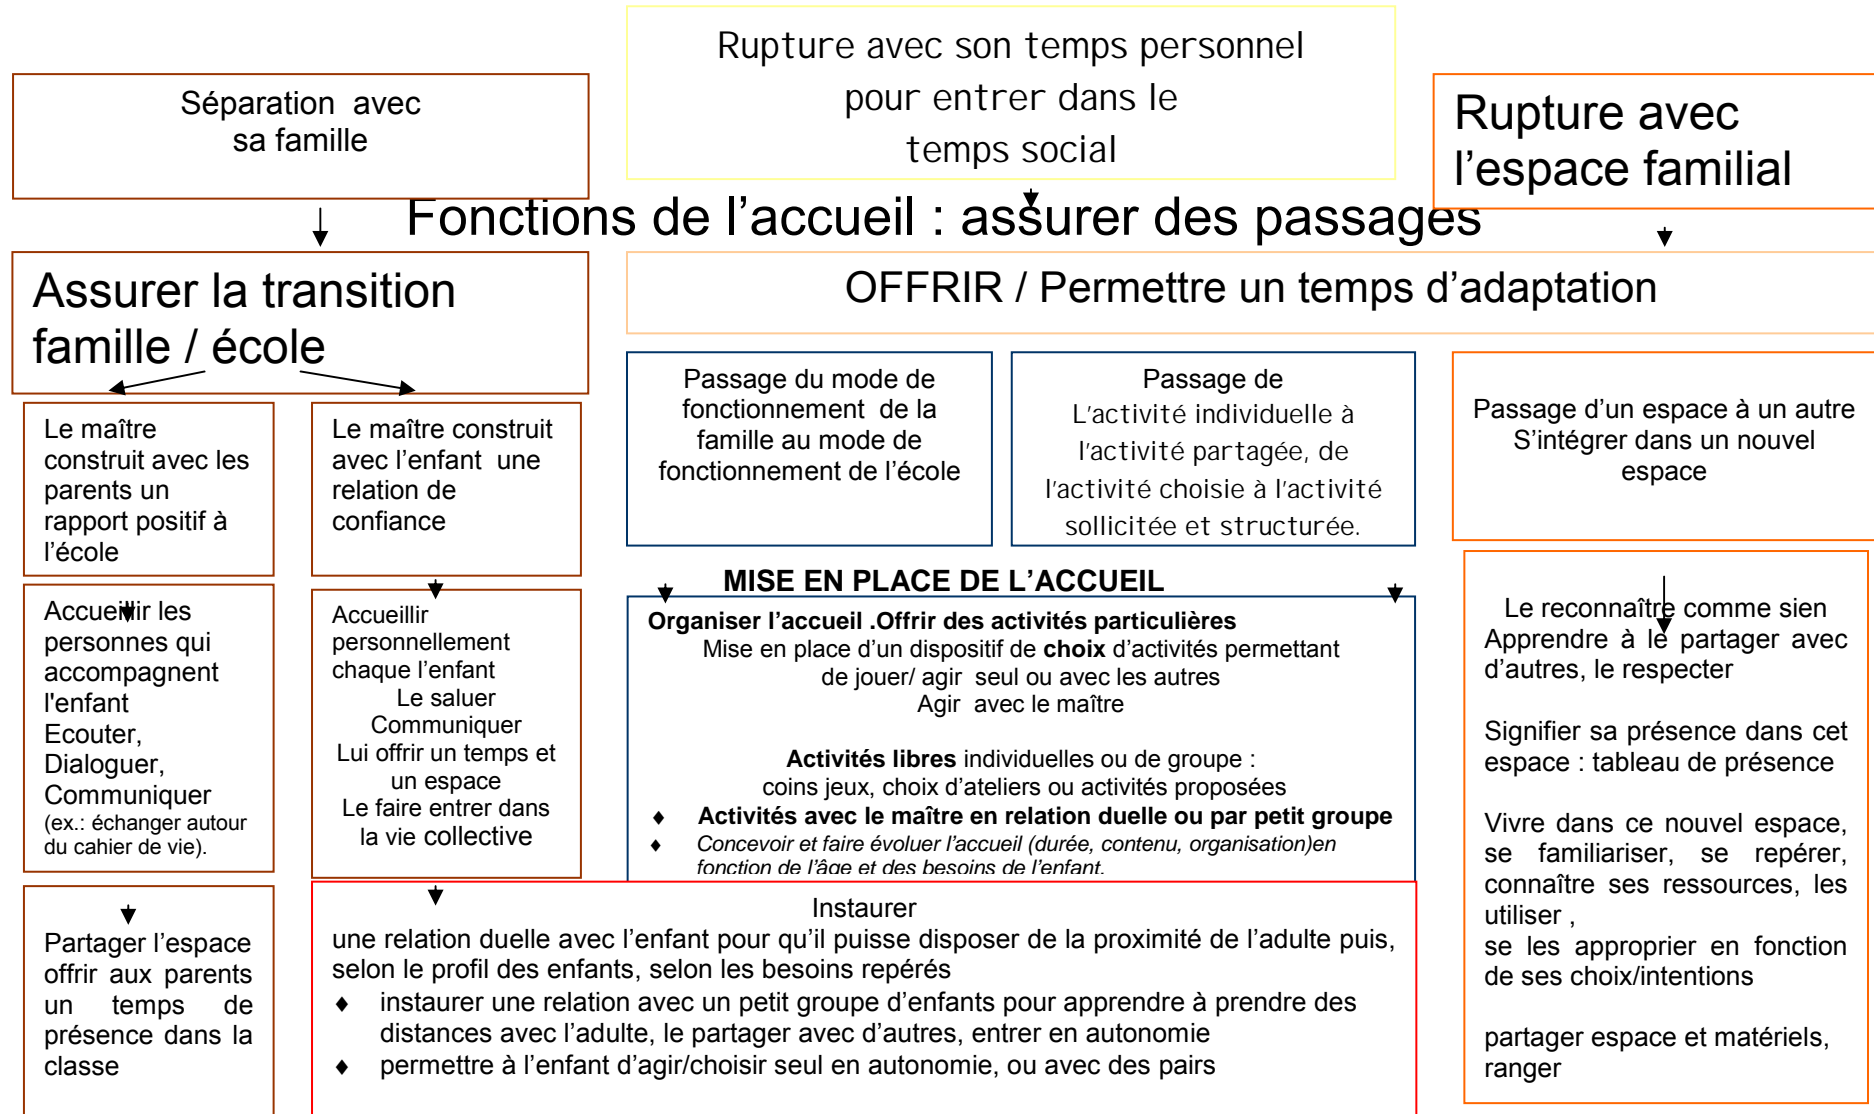 Séparation avec
sa famille
Rupture avec son temps personnel
pour entrer dans le
temps social
Rupture avec
l'espace familial
Fonctions de l'accueil : assurer des passages
Assurer la transition
famille / école
OFFRIR / Permettre un temps d'adaptation
Le maître
construit avec les
parents un
rapport positif à
l'école
Le maître construit
avec l'enfant une
relation de
confiance
Passage du mode de
fonctionnement de la
famille au mode de
fonctionnement de l'école
Passage de
L'activité individuelle à
l'activité partagée, de
l'activité choisie à l'activité
sollicitée et structurée.
Passage d'un espace à un autre
S'intégrer dans un nouvel
espace
MISE EN PLACE DE L'ACCUEIL
Accueillir les
personnes qui
accompagnent
l'enfant
Ecouter,
Dialoguer,
Communiquer
(ex.: échanger autour
du cahier de vie).
Accueillir
personnellement
chaque l'enfant
Le saluer
Communiquer
Lui offrir un temps et
un espace
Le faire entrer dans
la vie collective
Organiser l'accueil .Offrir des activités particulières
Mise en place d'un dispositif de choix d'activités permettant
de jouer/ agir seul ou avec les autres
Agir avec le maître
Activités libres individuelles ou de groupe :
coins jeux, choix d'ateliers ou activités proposées
♦ Activités avec le maître en relation duelle ou par petit groupe
♦ Concevoir et faire évoluer l'accueil (durée, contenu, organisation)en
fonction de l'âge et des besoins de l'enfant.
Le reconnaître comme sien
Apprendre à le partager avec
d'autres, le respecter
Signifier sa présence dans cet
espace : tableau de présence
Vivre dans ce nouvel espace,
se familiariser, se repérer,
connaître ses ressources, les
utiliser ,
se les approprier en fonction
de ses choix/intentions
partager espace et matériels,
ranger
Partager l'espace
offrir aux parents
un temps de
présence dans la
classe
Instaurer
une relation duelle avec l'enfant pour qu'il puisse disposer de la proximité de l'adulte puis,
selon le profil des enfants, selon les besoins repérés
♦ instaurer une relation avec un petit groupe d'enfants pour apprendre à prendre des
distances avec l'adulte, le partager avec d'autres, entrer en autonomie
♦ permettre à l'enfant d'agir/choisir seul en autonomie, ou avec des pairs